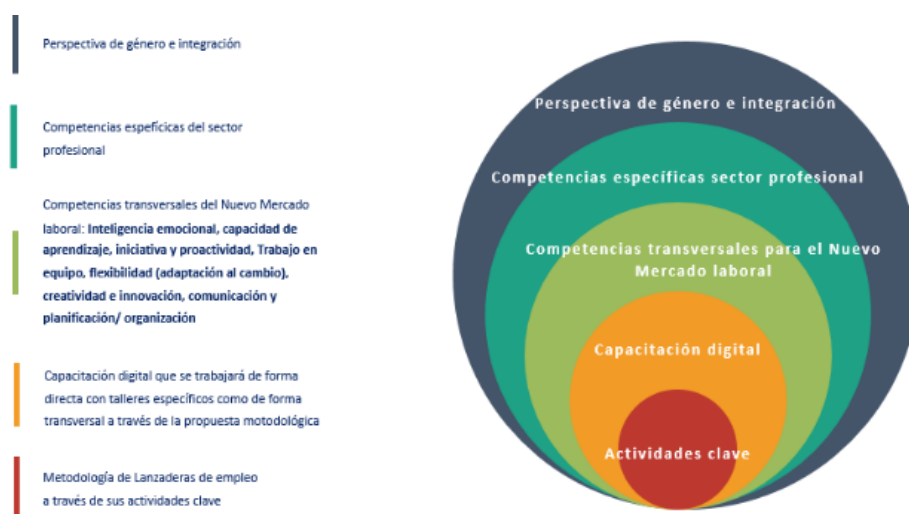 Perspectiva de género e integración
Competencias espefícicas del sector
profesional
Competencias transversales del Nuevo Mercado
laboral: Inteligencia emocional, capacidad de
aprendizaje, iniciativa y proactividad, Trabajo en
equipo, flexibilidad (adaptación al cambio),
creatividad e innovación, comunicación y
planificación/ organización
Capacitación digital que se trabajará de forma
directa con talleres específicos como de forma
transversal a través de la propuesta motodológica
Metodología de Lanzaderas de empleo
a través de sus actividades clave
Perspectiva de género e integración
Competencias específicas sector profesional
Competencias transversales para el Nuevo
Mercado laboral
Capacitación digital
Actividades clave